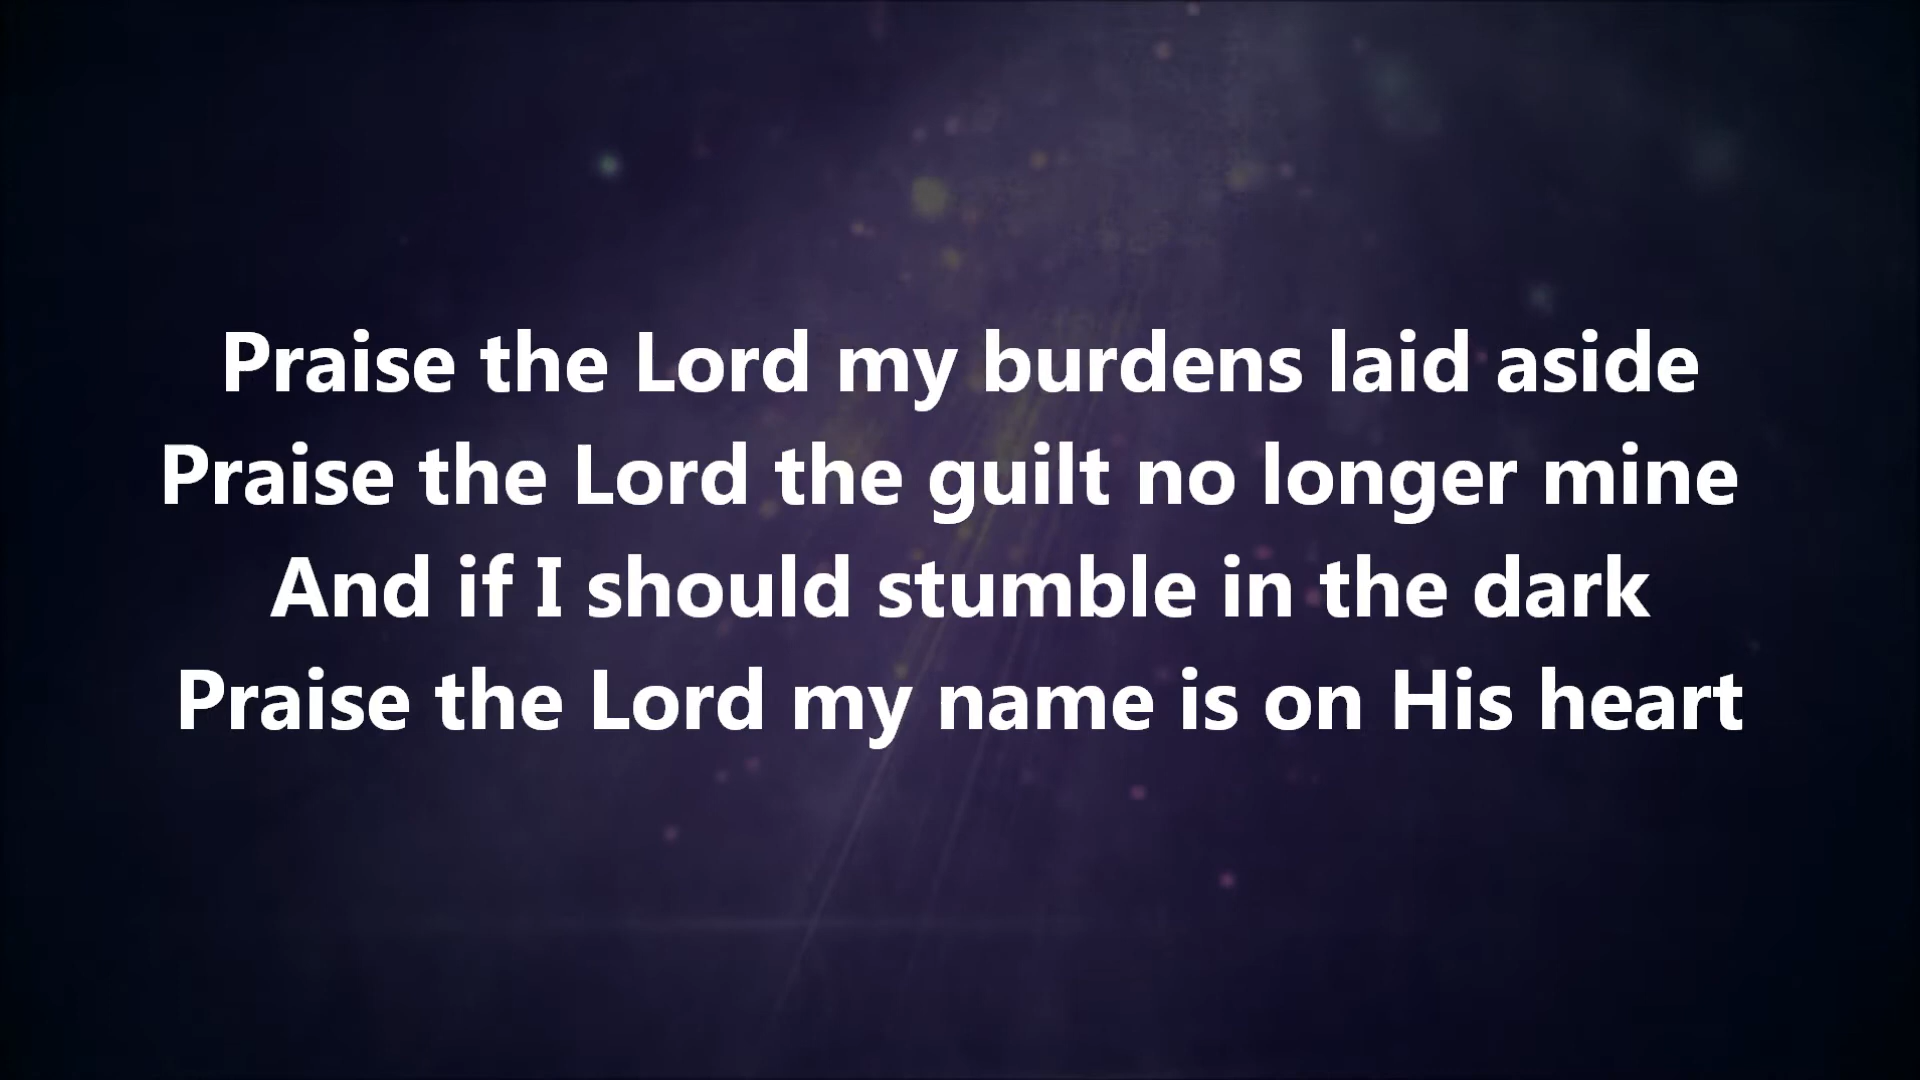 Praise the Lord my burdens laid aside
Praise the Lord the guilt no longer mine
And if I should stumble in the dark
Praise the Lord my name is on His heart